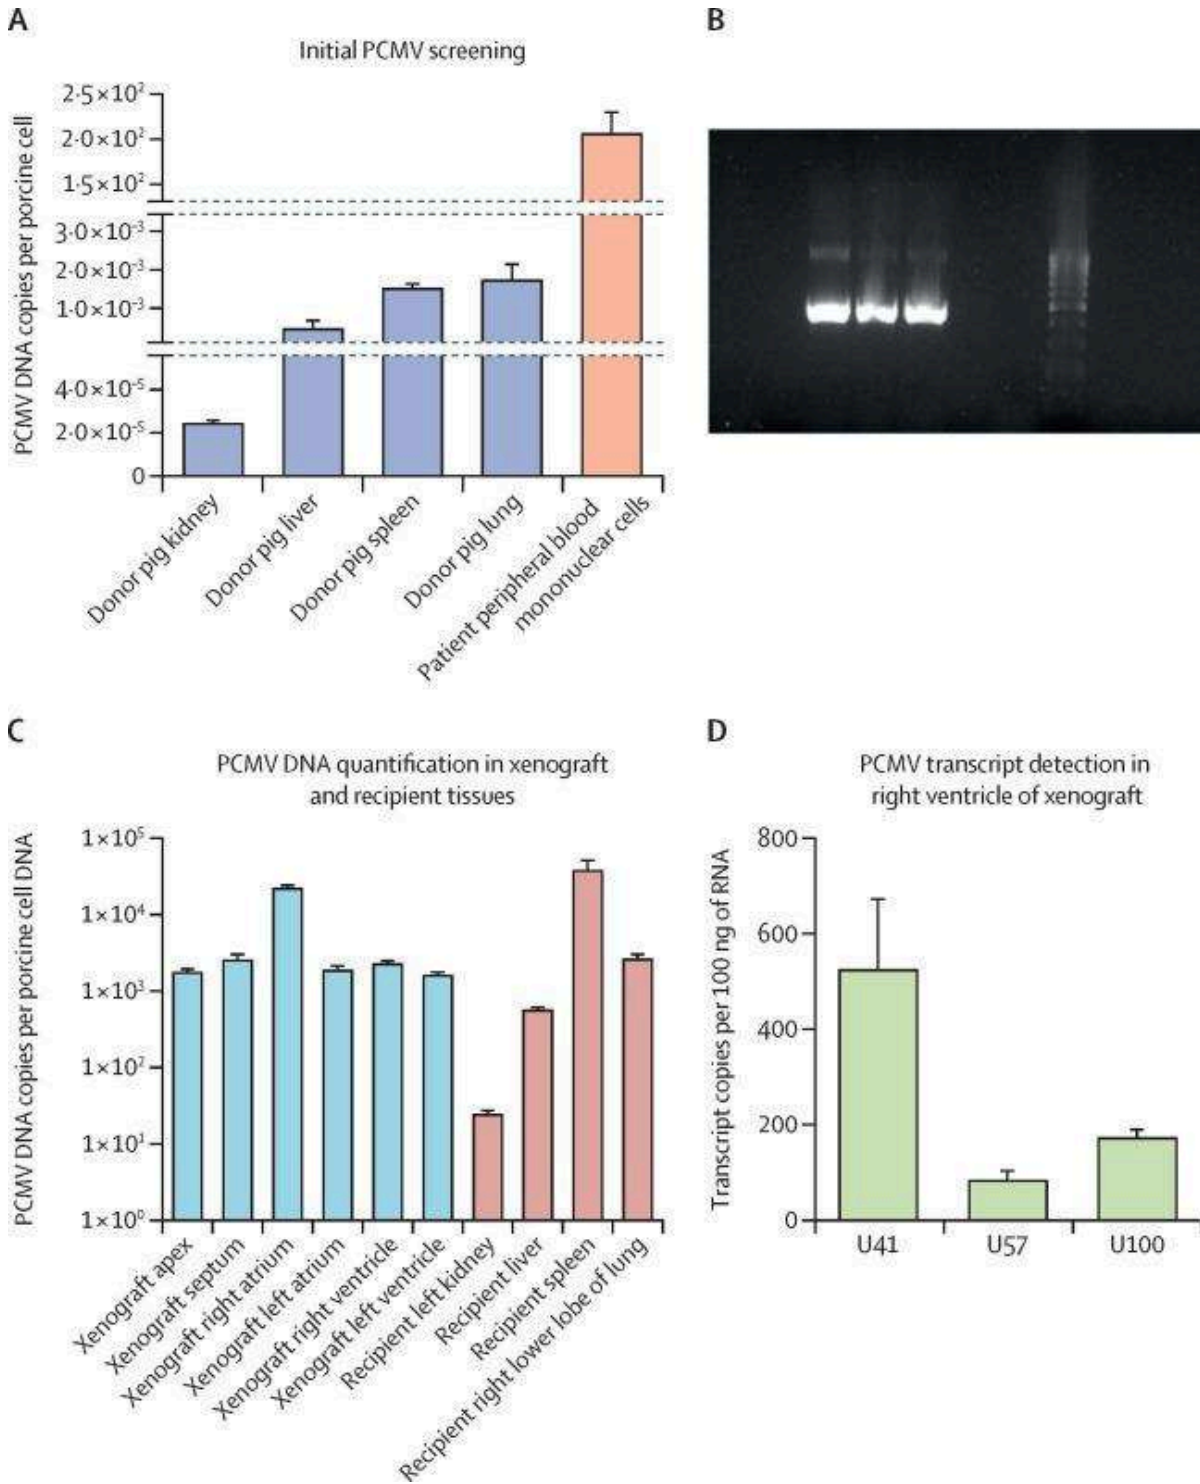 A
Initial PCMV screening
PCMV DNA copies per porcine cell
2·5×10²
2·0×10²
1·5×10²
3·0×10⁻³
2·0×10⁻³
1·0×10⁻³
4·0×10⁻⁵
2·0×10⁻⁵
0
Donor pig kidney
Donor pig liver
Donor pig spleen
Donor pig lung
Patient peripheral blood
mononuclear cells
B
C
PCMV DNA quantification in xenograft
and recipient tissues
PCMV DNA copies per porcine cell DNA
1×10⁵
1×10⁴
1×10³
1×10²
1×10¹
1×10⁰
Xenograft apex
Xenograft septum
Xenograft right atrium
Xenograft left atrium
Xenograft right ventricle
Xenograft left ventricle
Recipient left kidney
Recipient liver
Recipient spleen
Recipient right lower lobe of lung
D
PCMV transcript detection in
right ventricle of xenograft
Transcript copies per 100 ng of RNA
800
600
400
200
0
U41
U57
U100